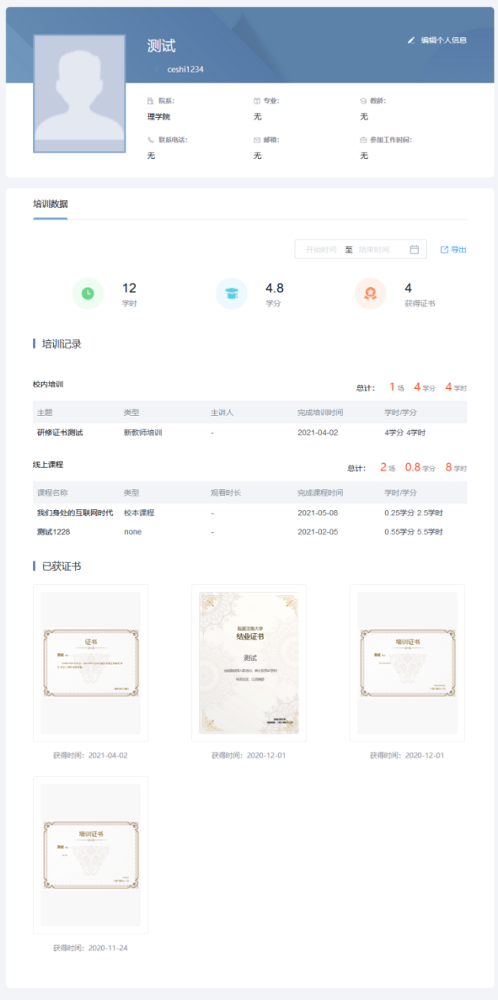 测试
编辑个人信息
ceshi1234
院系:
专业:
教龄:
理学院
无
无
联系电话:
邮箱:
参加工作时间:
无
无
无
培训数据
开始时间 至 结束时间
导出
12
学时
4.8
学分
4
获得证书
培训记录
校内培训
总计: 1 场 4 学分 4 学时
主题 类型 主讲人 完成培训时间 学时/学分
研修证书测试 新教师培训 - 2021-04-02 4学分 4学时
线上课程
总计: 2 场 0.8 学分 8 学时
课程名称 类型 观看时长 完成课程时间 学时/学分
我们身处的互联网时代 校本课程 - 2021-05-08 0.25学分 2.5学时
测试1228 none - 2021-02-05 0.55学分 5.5学时
已获证书
证书
测试
结业证书
测试
培训证书
测试
获得时间: 2021-04-02
获得时间: 2020-12-01
获得时间: 2020-12-01
培训证书
测试
获得时间: 2020-11-24